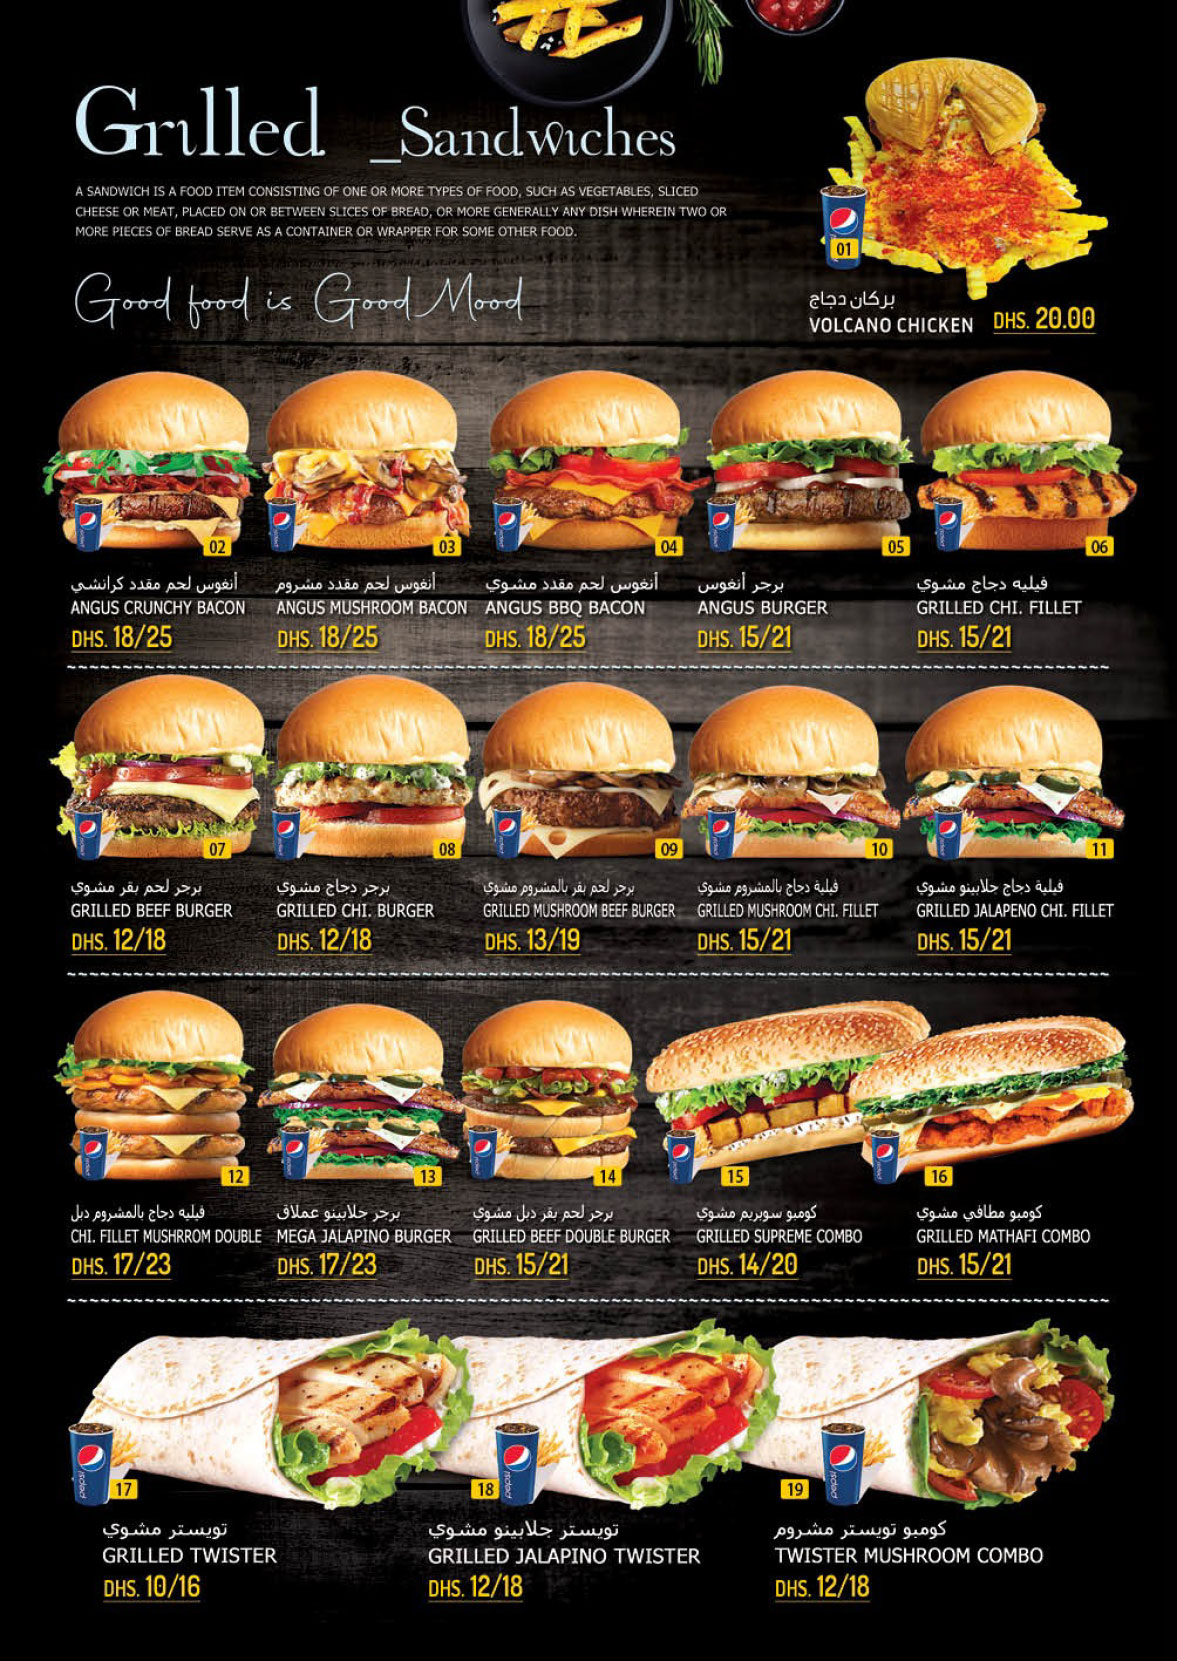 Grilled _Sandwiches
A SANDWICH IS A FOOD ITEM CONSISTING OF ONE OR MORE TYPES OF FOOD, SUCH AS VEGETABLES, SLICED
CHEESE OR MEAT, PLACED ON OR BETWEEN SLICES OF BREAD, OR MORE GENERALLY ANY DISH WHEREIN TWO OR
MORE PIECES OF BREAD SERVE AS A CONTAINER OR WRAPPER FOR SOME OTHER FOOD.
Good food is Good Mood
01
بركان دجاج
VOLCANO CHICKEN DHS. 20.00
02
أنغوس لحم مقدد كرانشي
ANGUS CRUNCHY BACON
DHS. 18/25
03
أنغوس لحم مقدد مشروم
ANGUS MUSHROOM BACON
DHS. 18/25
04
أنغوس لحم مقدد مشوي
ANGUS BBQ BACON
DHS. 18/25
05
برجر أنغوس
ANGUS BURGER
DHS. 15/21
06
فيليه دجاج مشوي
GRILLED CHI. FILLET
DHS. 15/21
07
برجر لحم بقر مشوي
GRILLED BEEF BURGER
DHS. 12/18
08
برجر دجاج مشوي
GRILLED CHI. BURGER
DHS. 12/18
09
برجر لحم بقر بالمشروم مشوي
GRILLED MUSHROOM BEEF BURGER
DHS. 13/19
10
فيلية دجاج بالمشروم مشوي
GRILLED MUSHROOM CHI. FILLET
DHS. 15/21
11
فيلية دجاج جلابينو مشوي
GRILLED JALAPENO CHI. FILLET
DHS. 15/21
12
فيليه دجاج بالمشروم دبل
CHI. FILLET MUSHRROM DOUBLE
DHS. 17/23
13
برجر جلابينو عملاق
MEGA JALAPINO BURGER
DHS. 17/23
14
برجر لحم بقر دبل مشوي
GRILLED BEEF DOUBLE BURGER
DHS. 15/21
15
كومبو سوبريم مشوي
GRILLED SUPREME COMBO
DHS. 14/20
16
كومبو مطافي مشوي
GRILLED MATHAFI COMBO
DHS. 15/21
pepsi
17
تويستر مشوي
GRILLED TWISTER
DHS. 10/16
pepsi
18
تويستر جلابينو مشوي
GRILLED JALAPINO TWISTER
DHS. 12/18
pepsi
19
كومبو تويستر مشروم
TWISTER MUSHROOM COMBO
DHS. 12/18